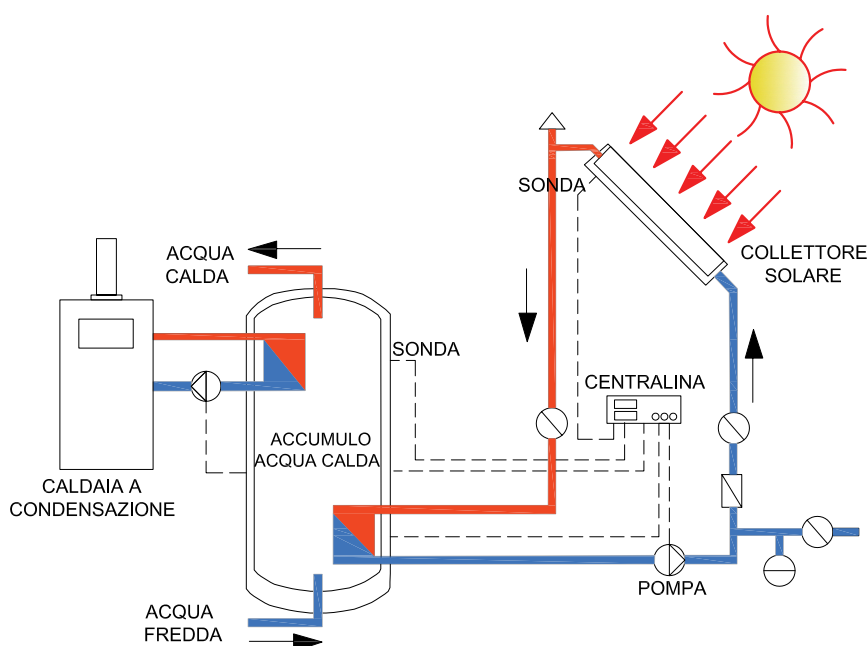 SONDA
COLLETTORE
SOLARE
ACQUA
CALDA
SONDA
CENTRALINA
ACCUMULO
ACQUA CALDA
CALDAIA A
CONDENSAZIONE
POMPA
ACQUA
FREDDA